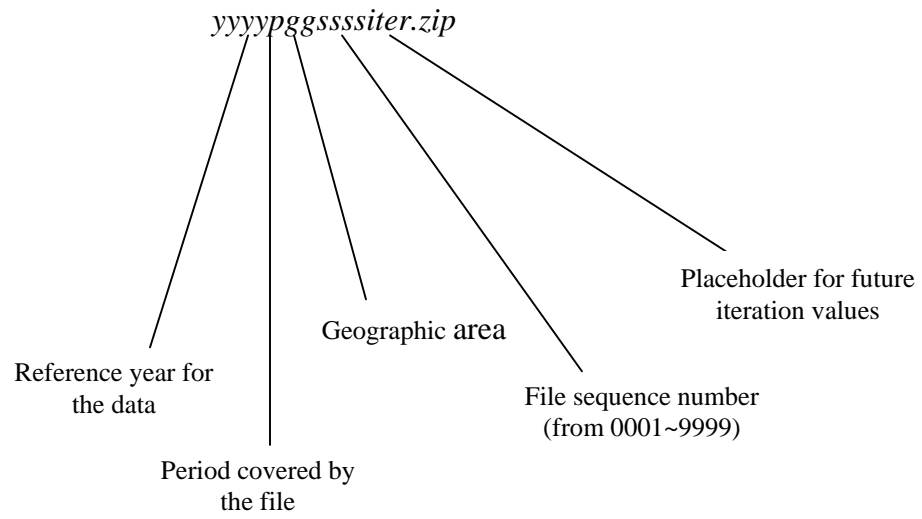 yyyypggssssiter.zip
Placeholder for future
iteration values
Geographic area
Reference year for
the data
File sequence number
(from 0001~9999)
Period covered by
the file